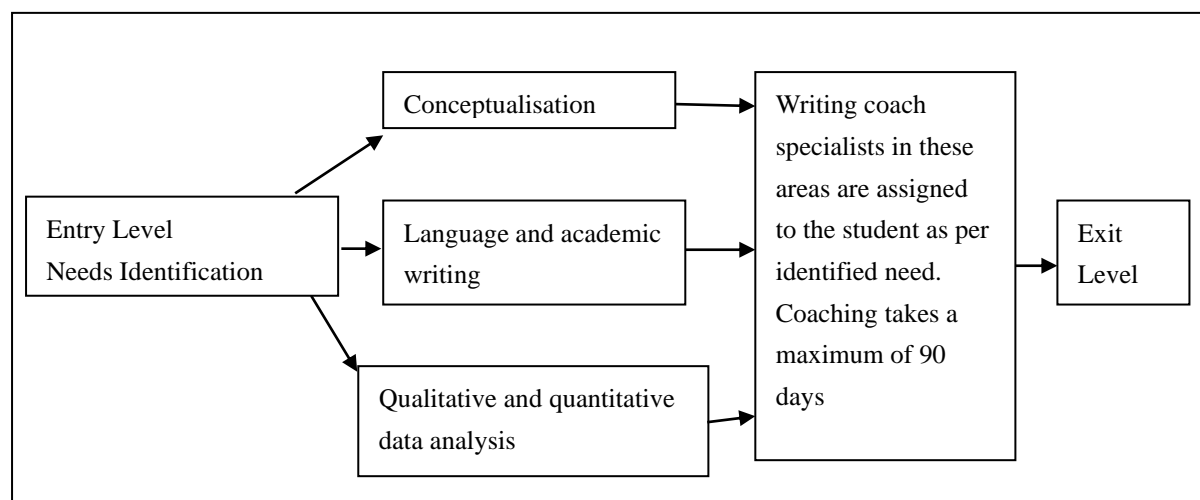 Entry Level
Needs Identification
Conceptualisation
Language and academic
writing
Qualitative and quantitative
data analysis
Writing coach
specialists in these
areas are assigned
to the student as per
identified need.
Coaching takes a
maximum of 90
days
Exit
Level